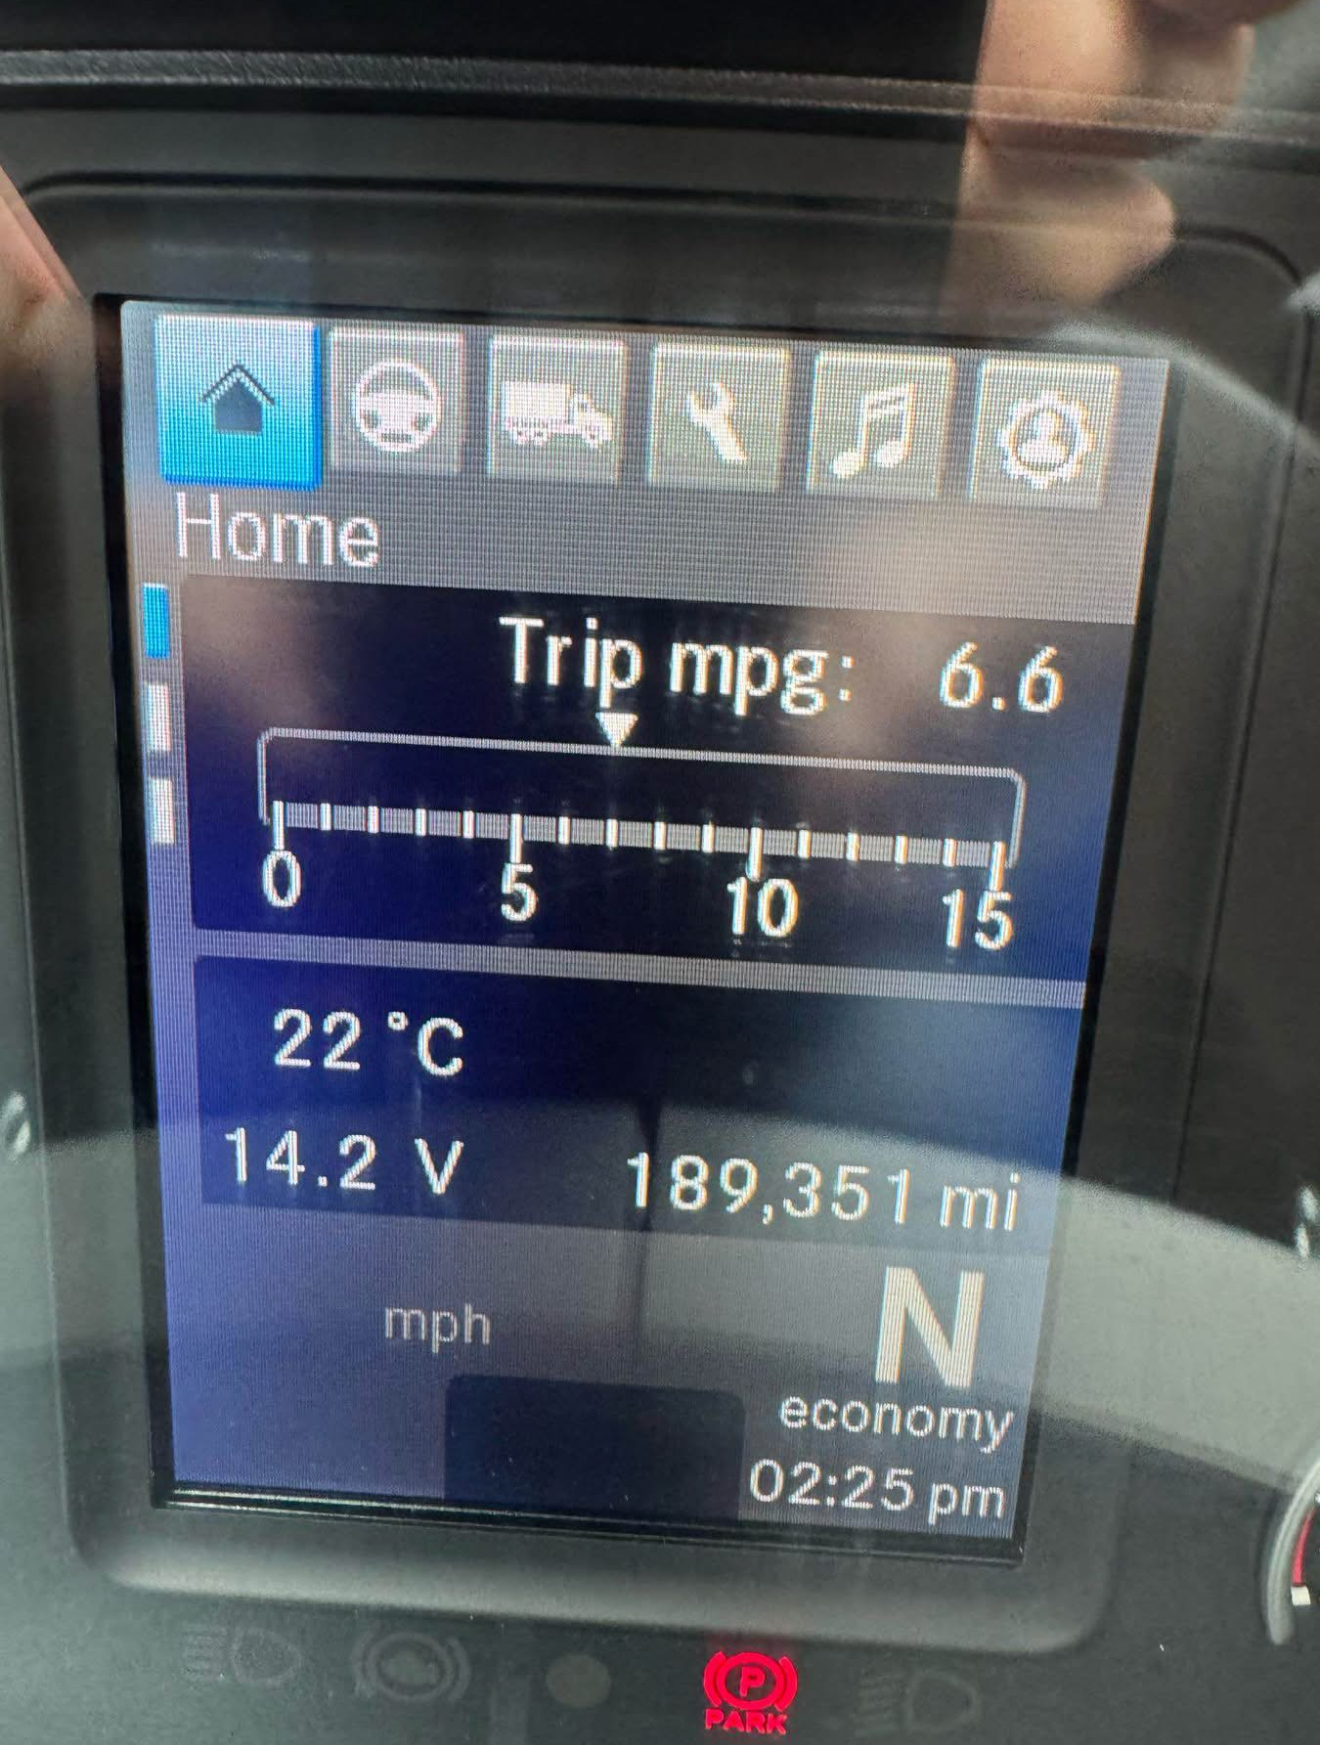 Home
Trip mpg: 6.6
0 5 10 15
22 °C
14.2 V 189,351 mi
mph N
economy
02:25 pm
P
PARK